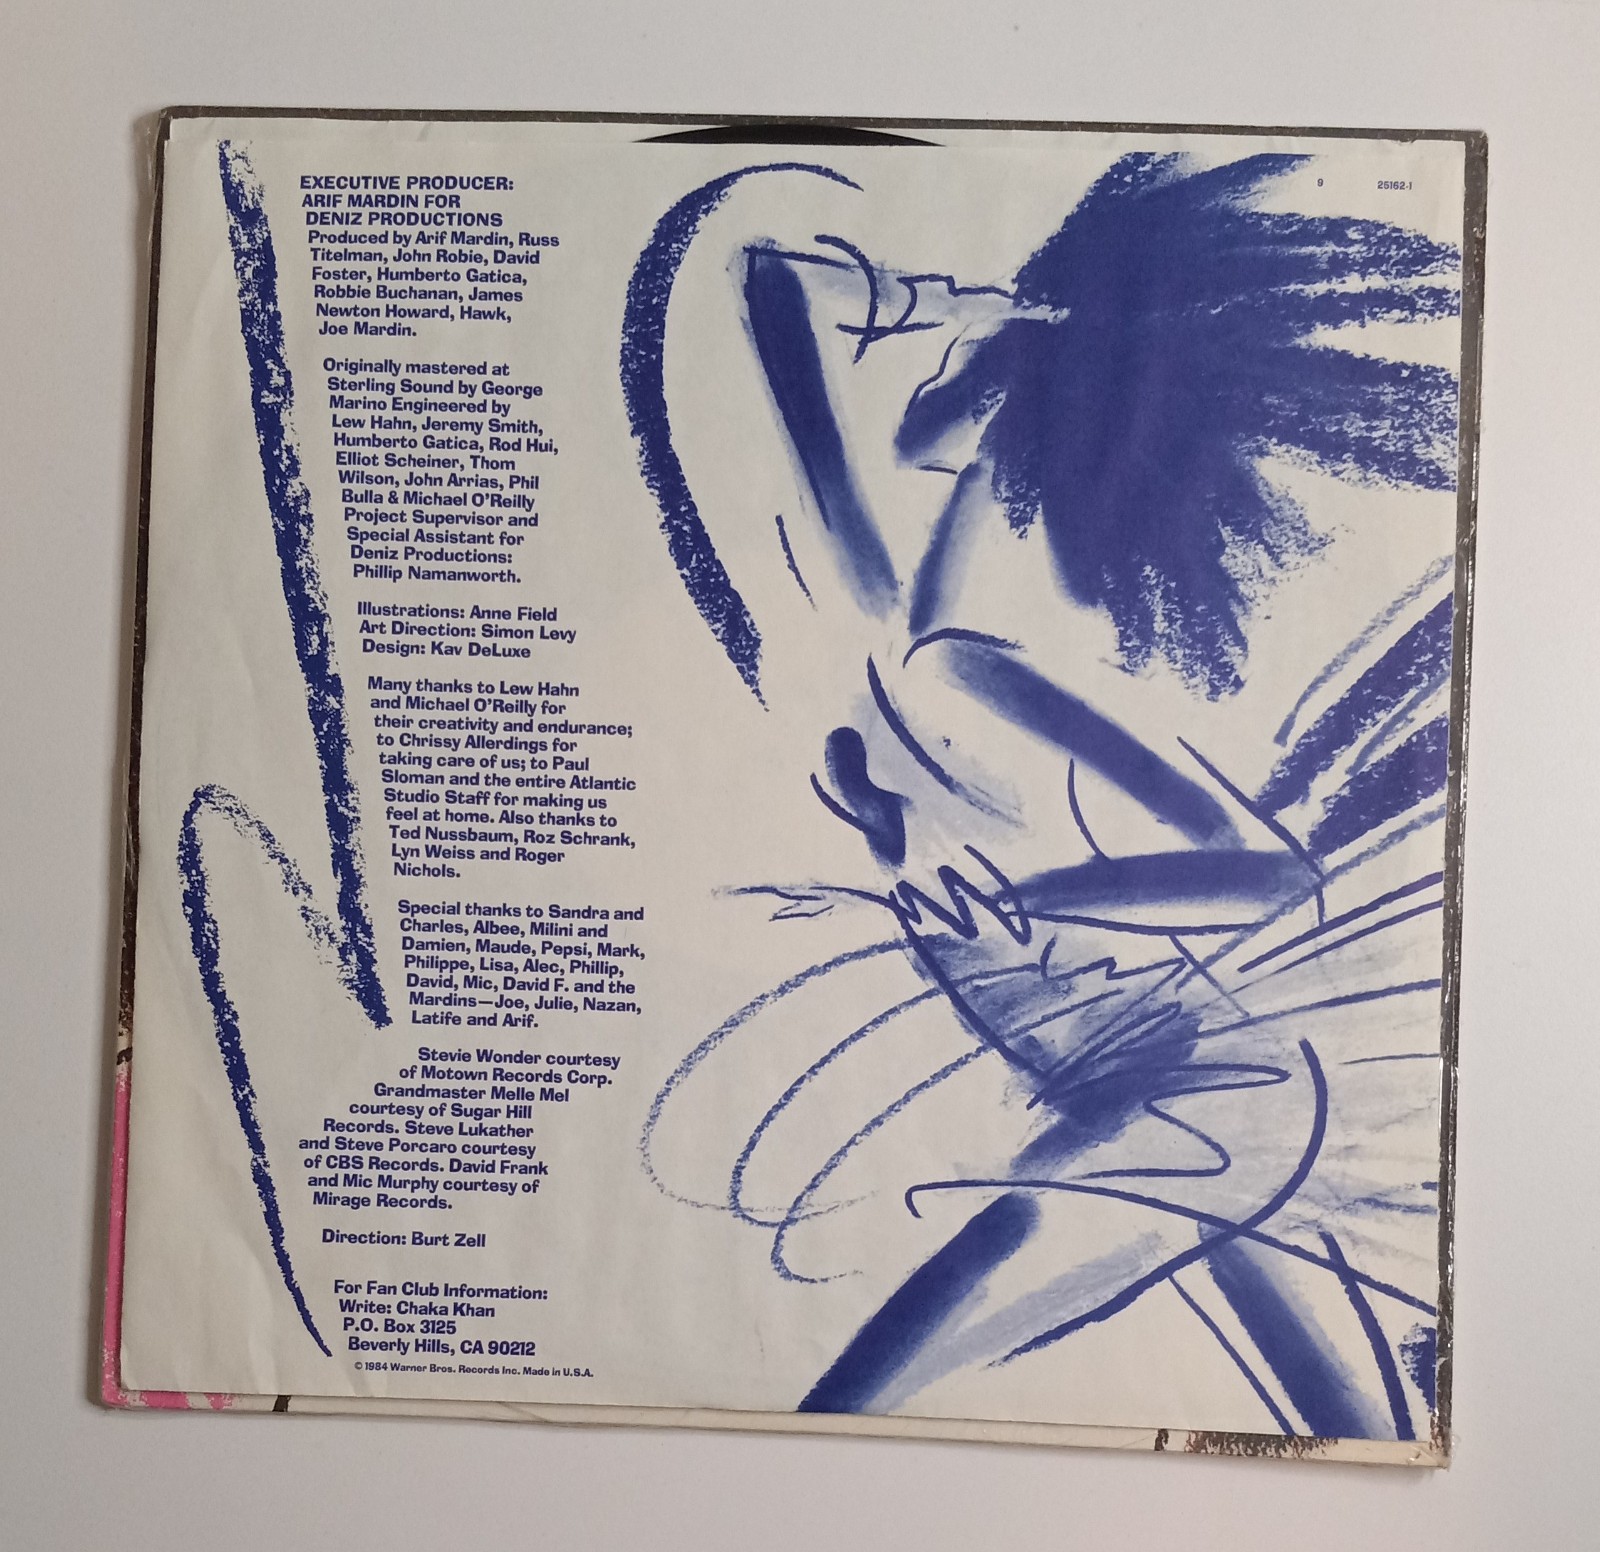 9 25162-1
EXECUTIVE PRODUCER:
ARIF MARDIN FOR
DENIZ PRODUCTIONS
Produced by Arif Mardin, Russ
Titelman, John Robie, David
Foster, Humberto Gatica,
Robbie Buchanan, James
Newton Howard, Hawk,
Joe Mardin.
Originally mastered at
Sterling Sound by George
Marino Engineered by
Lew Hahn, Jeremy Smith,
Humberto Gatica, Rod Hui,
Elliot Scheiner, Thom
Wilson, John Arrias, Phil
Bulla & Michael O'Reilly
Project Supervisor and
Special Assistant for
Deniz Productions:
Phillip Namanworth.
Illustrations: Anne Field
Art Direction: Simon Levy
Design: Kav DeLuxe
Many thanks to Lew Hahn
and Michael O'Reilly for
their creativity and endurance;
to Chrissy Allerdings for
taking care of us; to Paul
Sloman and the entire Atlantic
Studio Staff for making us
feel at home. Also thanks to
Ted Nussbaum, Roz Schrank,
Lyn Weiss and Roger
Nichols.
Special thanks to Sandra and
Charles, Albee, Milini and
Damien, Maude, Pepsi, Mark,
Philippe, Lisa, Alec, Phillip,
David, Mic, David F. and the
Mardins—Joe, Julie, Nazan,
Latife and Arif.
Stevie Wonder courtesy
of Motown Records Corp.
Grandmaster Melle Mel
courtesy of Sugar Hill
Records. Steve Lukather
and Steve Porcaro courtesy
of CBS Records. David Frank
and Mic Murphy courtesy of
Mirage Records.
Direction: Burt Zell
For Fan Club Information:
Write: Chaka Khan
P.O. Box 3125
Beverly Hills, CA 90212
© 1984 Warner Bros. Records Inc. Made in U.S.A.